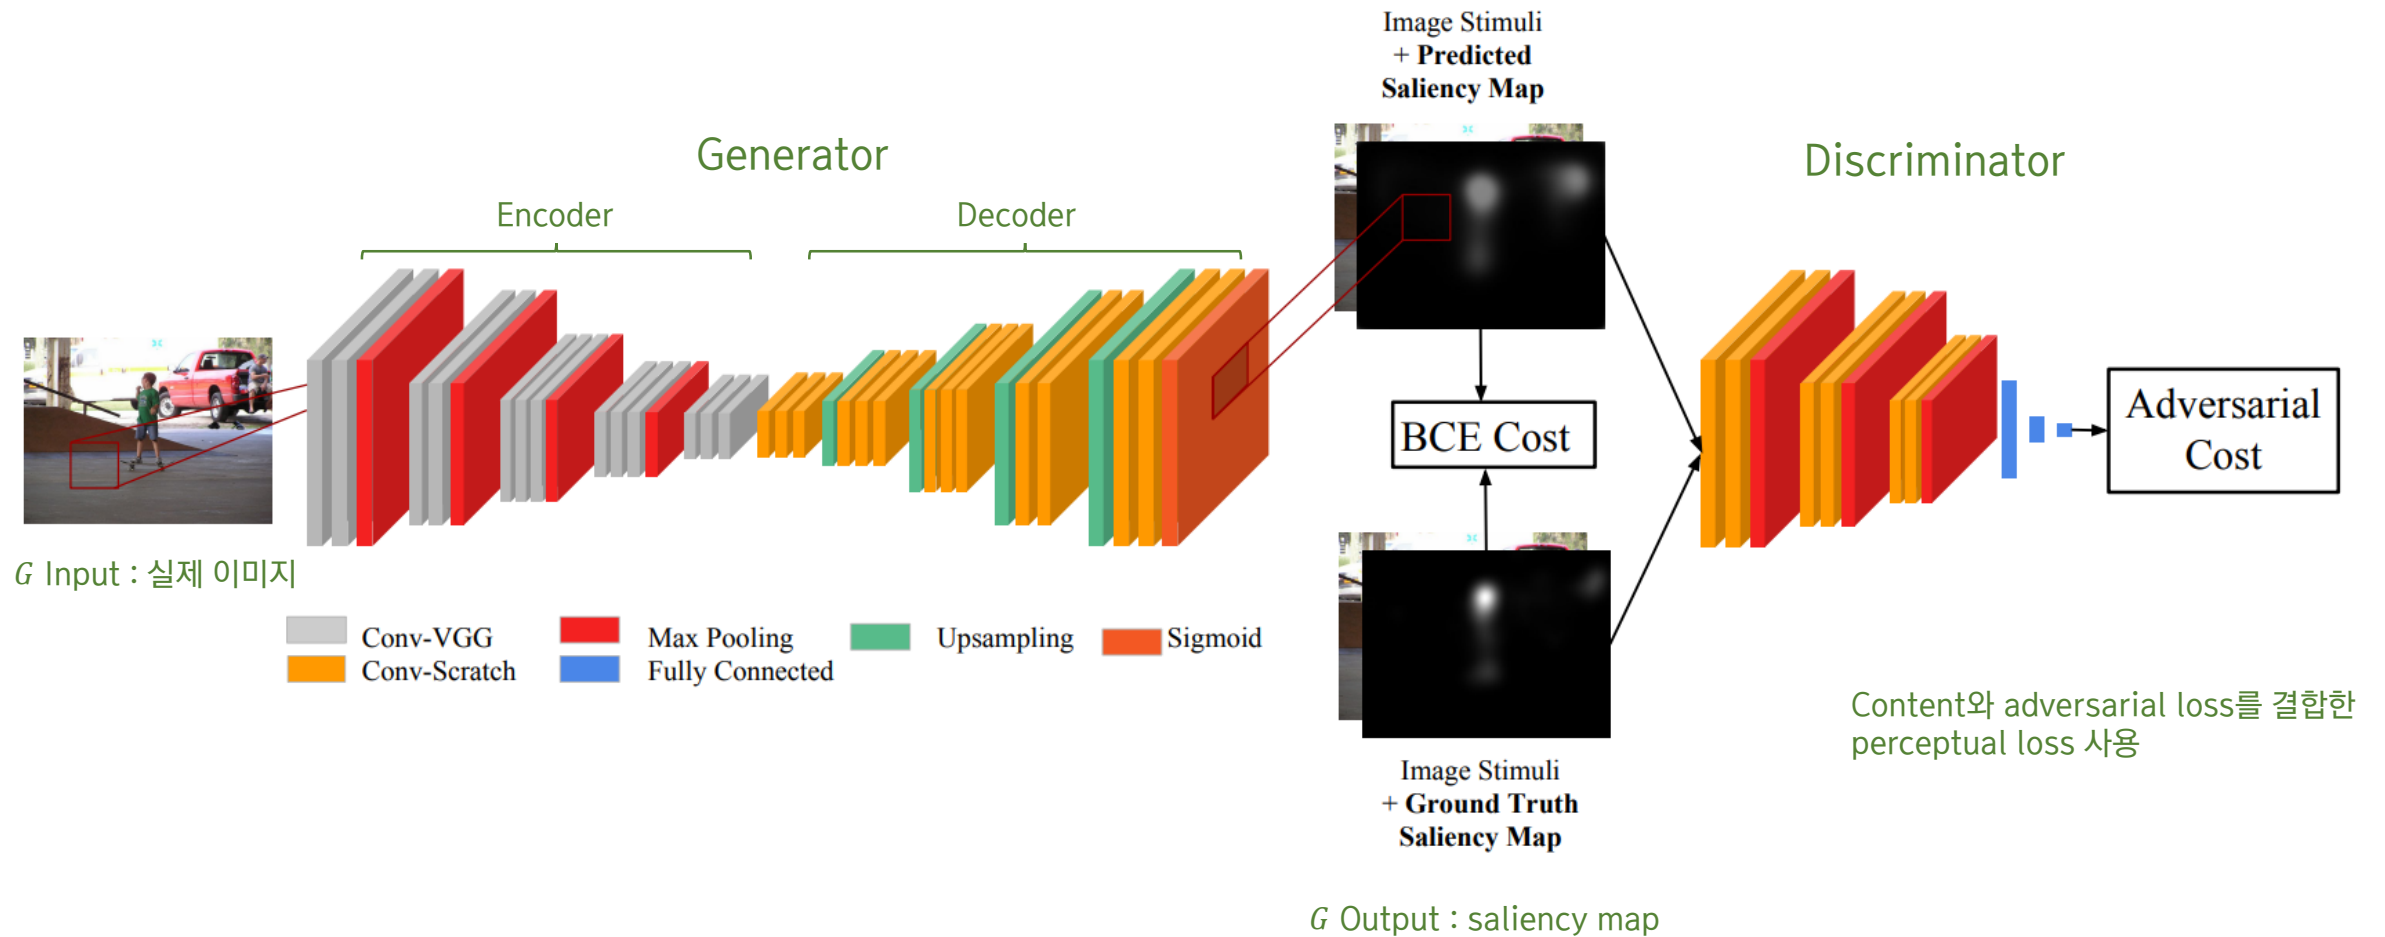 Image Stimuli
+ Predicted
Saliency Map
Generator
Discriminator
Encoder
Decoder
BCE Cost
Adversarial
Cost
G Input : 실제 이미지
Conv-VGG
Max Pooling
Upsampling
Sigmoid
Conv-Scratch
Fully Connected
Content와 adversarial loss를 결합한
perceptual loss 사용
Image Stimuli
+ Ground Truth
Saliency Map
G Output : saliency map